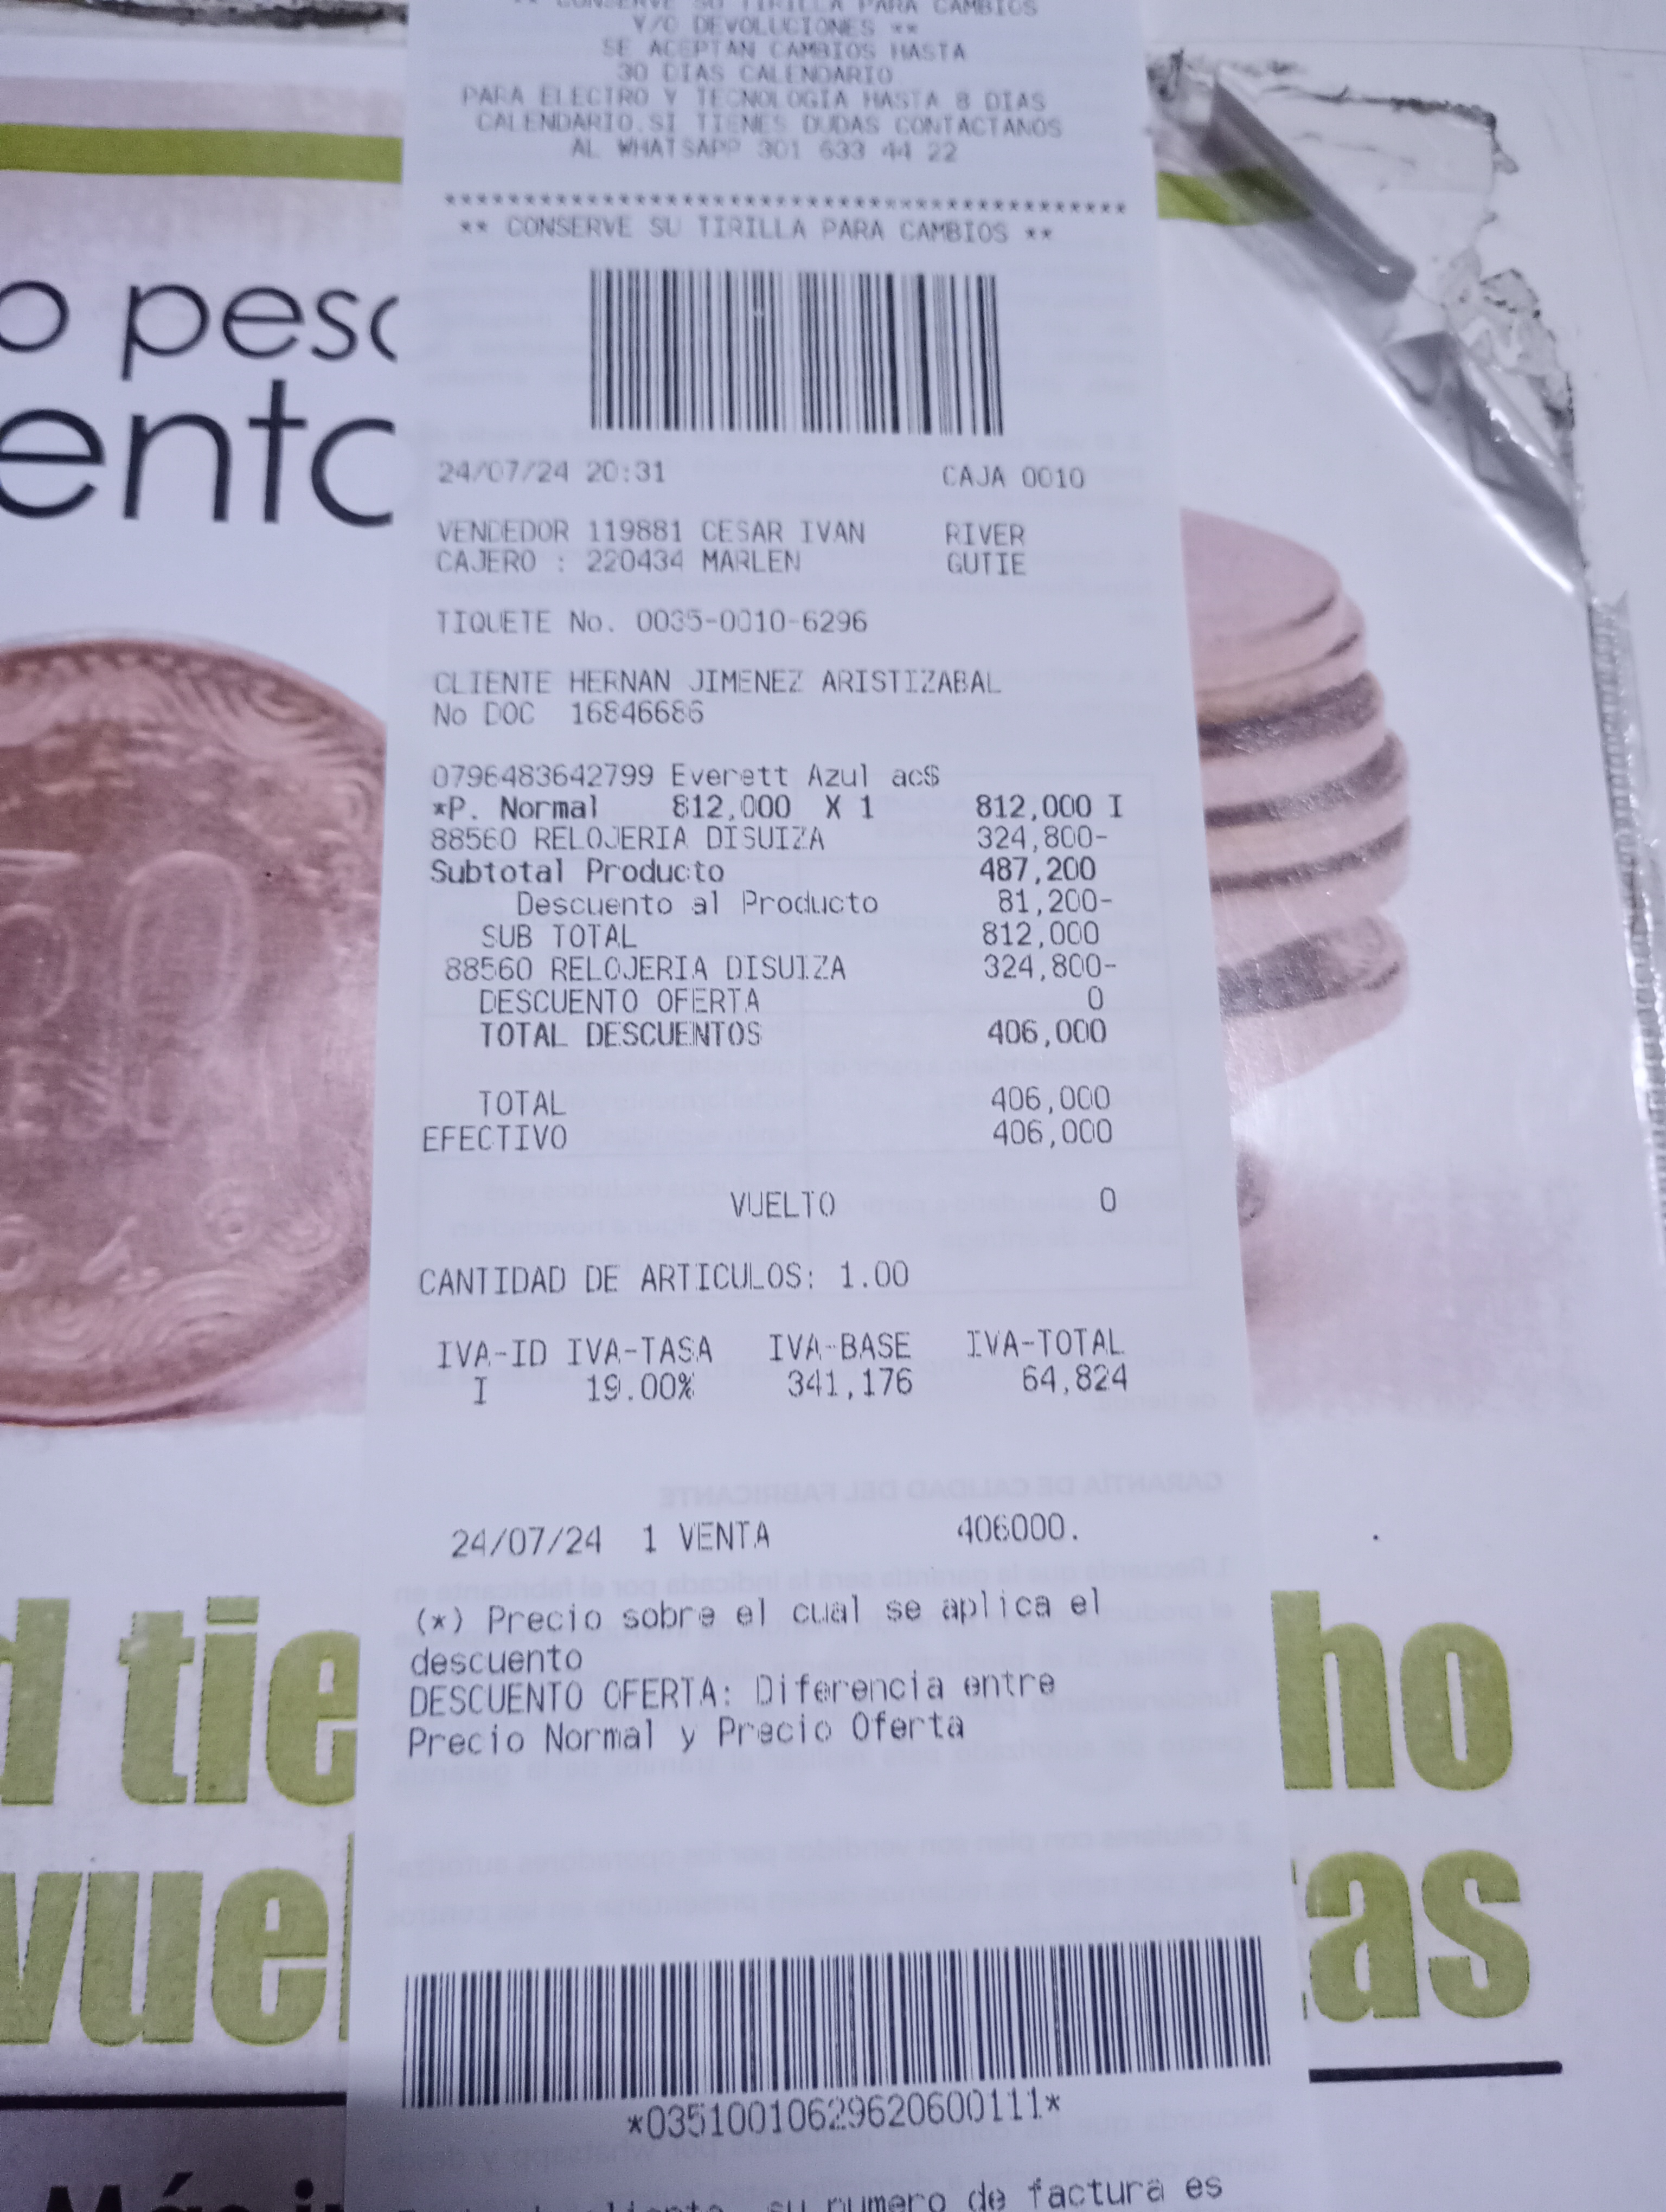 ** CONSERVE SU TIRILLA PARA CAMBIOS
Y/O DEVOLUCIONES **
SE ACEPTAN CAMBIOS HASTA
30 DIAS CALENDARIO
PARA ELECTRO Y TECNOLOGIA HASTA 8 DIAS
CALENDARIO.SI TIENES DUDAS CONTACTANOS
AL WHATSAPP 301 633 44 22
*********************************************
** CONSERVE SU TIRILLA PARA CAMBIOS **
24/07/24 20:31 CAJA 0010
VENDEDOR 119881 CESAR IVAN RIVER
CAJERO : 220434 MARLEN GUTIE
TIQUETE No. 0035-0010-6296
CLIENTE HERNAN JIMENEZ ARISTIZABAL
No DOC 16846686
0796483642799 Everett Azul ac$
*P. Normal 812,000 X 1 812,000 I
88560 RELOJERIA DISUIZA 324,800-
Subtotal Producto 487,200
Descuento al Producto 81,200-
SUB TOTAL 812,000
88560 RELOJERIA DISUIZA 324,800-
DESCUENTO OFERTA 0
TOTAL DESCUENTOS 406,000
TOTAL 406,000
EFECTIVO 406,000
VUELTO 0
CANTIDAD DE ARTICULOS: 1.00
IVA-ID IVA-TASA IVA-BASE IVA-TOTAL
I 19.00% 341,176 64,824
24/07/24 1 VENTA 406000.
(*) Precio sobre el cual se aplica el
descuento
DESCUENTO OFERTA: Diferencia entre
Precio Normal y Precio Oferta
*03510010629620600111*
su numero de factura es
o pes
ento
d tie ho
vuel as
Más i